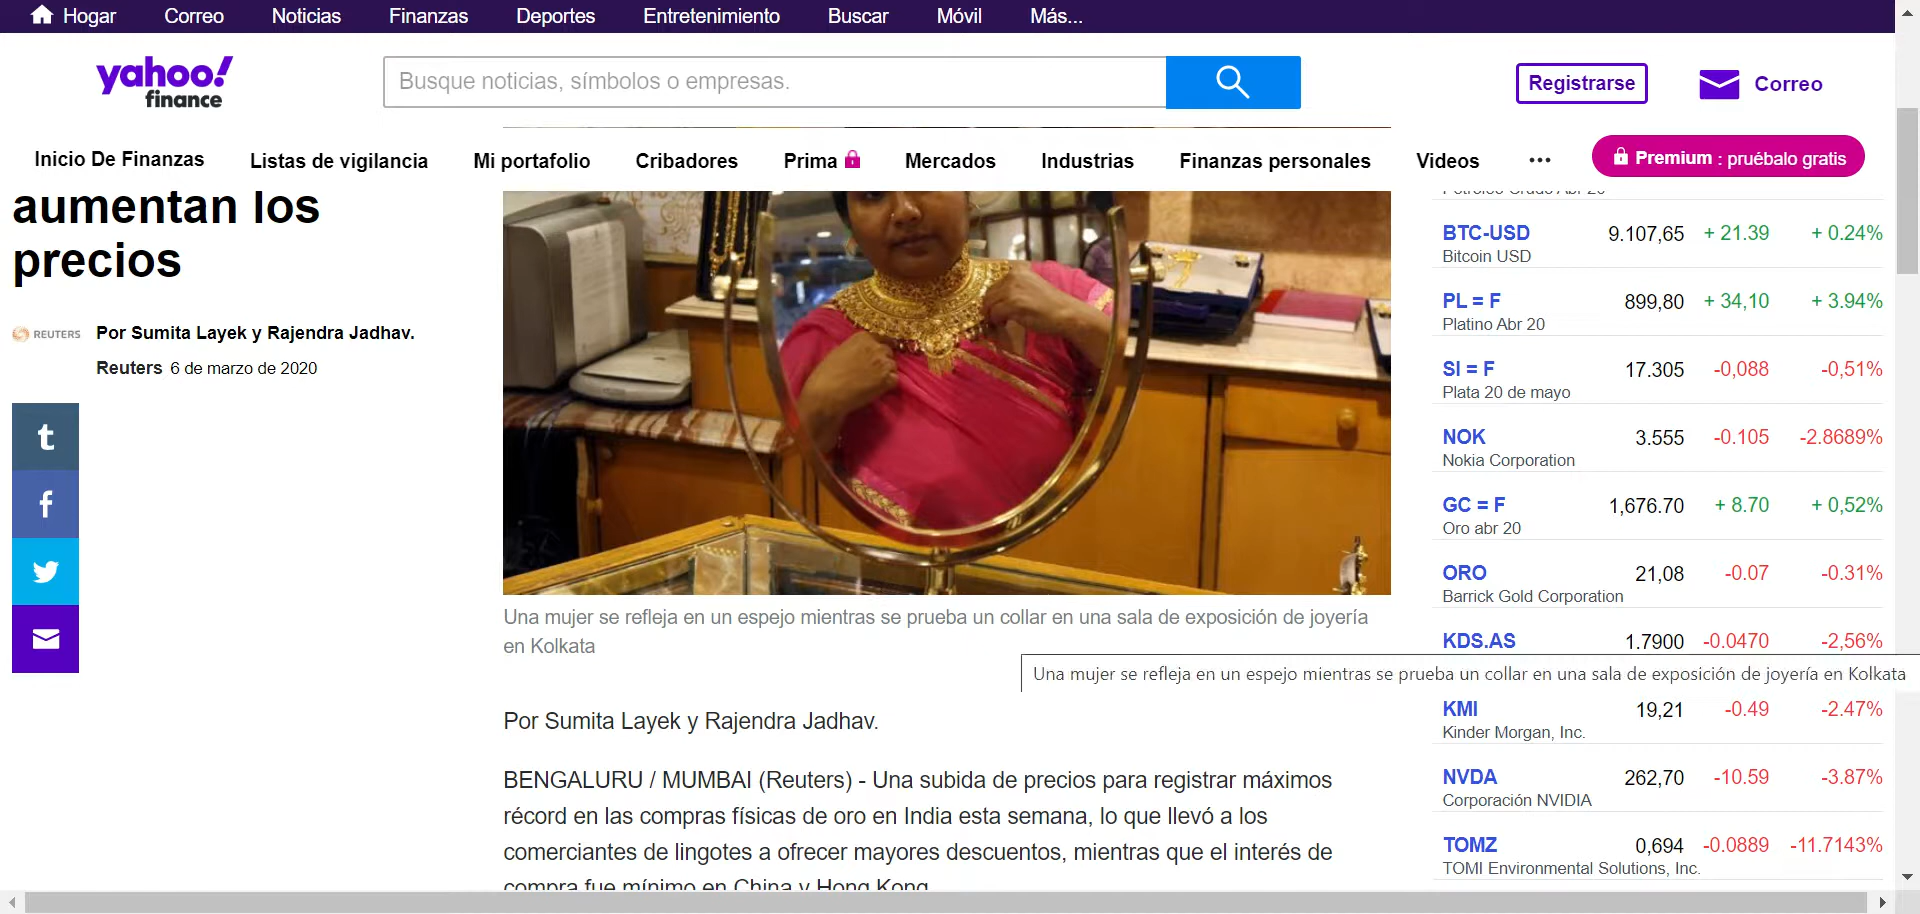 Hogar Correo Noticias Finanzas Deportes Entretenimiento Buscar Móvil Más...
yahoo! finance
Busque noticias, símbolos o empresas.
Registrarse
Correo
Inicio De Finanzas Listas de vigilancia Mi portafolio Cribadores Prima Mercados Industrias Finanzas personales Videos ••• Premium : pruébalo gratis
aumentan los
precios
REUTERS Por Sumita Layek y Rajendra Jadhav.
Reuters 6 de marzo de 2020
Una mujer se refleja en un espejo mientras se prueba un collar en una sala de exposición de joyería
en Kolkata
Por Sumita Layek y Rajendra Jadhav.
BENGALURU / MUMBAI (Reuters) - Una subida de precios para registrar máximos
récord en las compras físicas de oro en India esta semana, lo que llevó a los
comerciantes de lingotes a ofrecer mayores descuentos, mientras que el interés de
compra fue mínimo en China y Hong Kong.
Petróleo Crudo Abr 20
BTC-USD 9.107,65 + 21.39 + 0.24%
Bitcoin USD
PL = F 899,80 + 34,10 + 3.94%
Platino Abr 20
SI = F 17.305 -0,088 -0,51%
Plata 20 de mayo
NOK 3.555 -0.105 -2.8689%
Nokia Corporation
GC = F 1,676.70 + 8.70 + 0,52%
Oro abr 20
ORO 21,08 -0.07 -0.31%
Barrick Gold Corporation
KDS.AS 1.7900 -0.0470 -2,56%
Una mujer se refleja en un espejo mientras se prueba un collar en una sala de exposición de joyería en Kolkata
KMI 19,21 -0.49 -2.47%
Kinder Morgan, Inc.
NVDA 262,70 -10.59 -3.87%
Corporación NVIDIA
TOMZ 0,694 -0.0889 -11.7143%
TOMI Environmental Solutions, Inc.